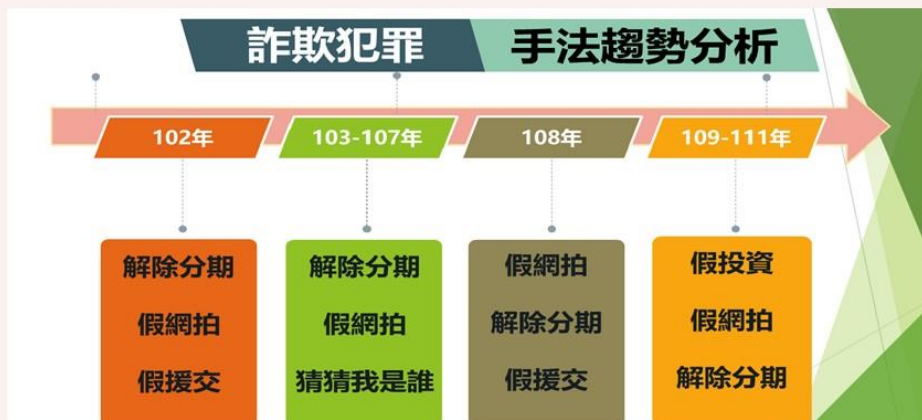 詐欺犯罪 手法趨勢分析
102年
103-107年
108年
109-111年
解除分期
假網拍
假援交
解除分期
假網拍
猜猜我是誰
假網拍
解除分期
假援交
假投資
假網拍
解除分期